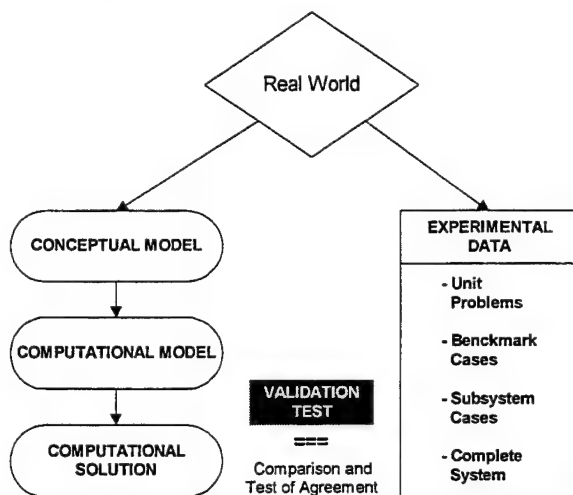 Real World
CONCEPTUAL MODEL
COMPUTATIONAL MODEL
COMPUTATIONAL
SOLUTION
VALIDATION
TEST
===
Comparison and
Test of Agreement
EXPERIMENTAL
DATA
- Unit
Problems
- Benckmark
Cases
- Subsystem
Cases
- Complete
System